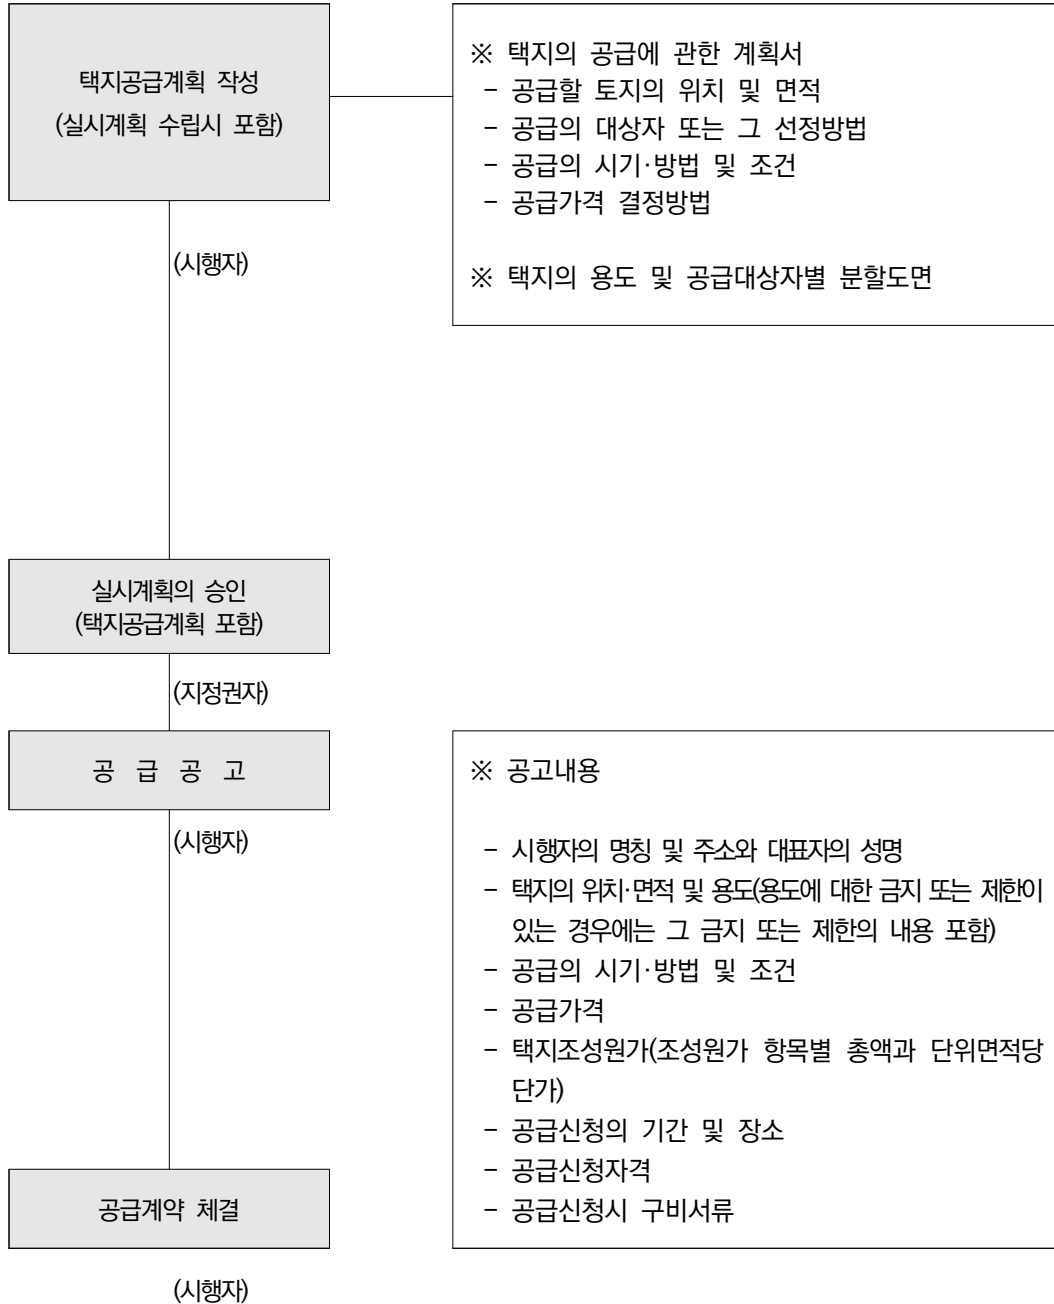 택지공급계획 작성
(실시계획 수립시 포함)
※ 택지의 공급에 관한 계획서
- 공급할 토지의 위치 및 면적
- 공급의 대상자 또는 그 선정방법
- 공급의 시기·방법 및 조건
- 공급가격 결정방법
※ 택지의 용도 및 공급대상자별 분할도면
(시행자)
실시계획의 승인
(택지공급계획 포함)
(지정권자)
공 급 공 고
(시행자)
※ 공고내용
- 시행자의 명칭 및 주소와 대표자의 성명
- 택지의 위치·면적 및 용도(용도에 대한 금지 또는 제한이
있는 경우에는 그 금지 또는 제한의 내용 포함)
- 공급의 시기·방법 및 조건
- 공급가격
- 택지조성원가(조성원가 항목별 총액과 단위면적당
단가)
- 공급신청의 기간 및 장소
- 공급신청자격
- 공급신청시 구비서류
공급계약 체결
(시행자)